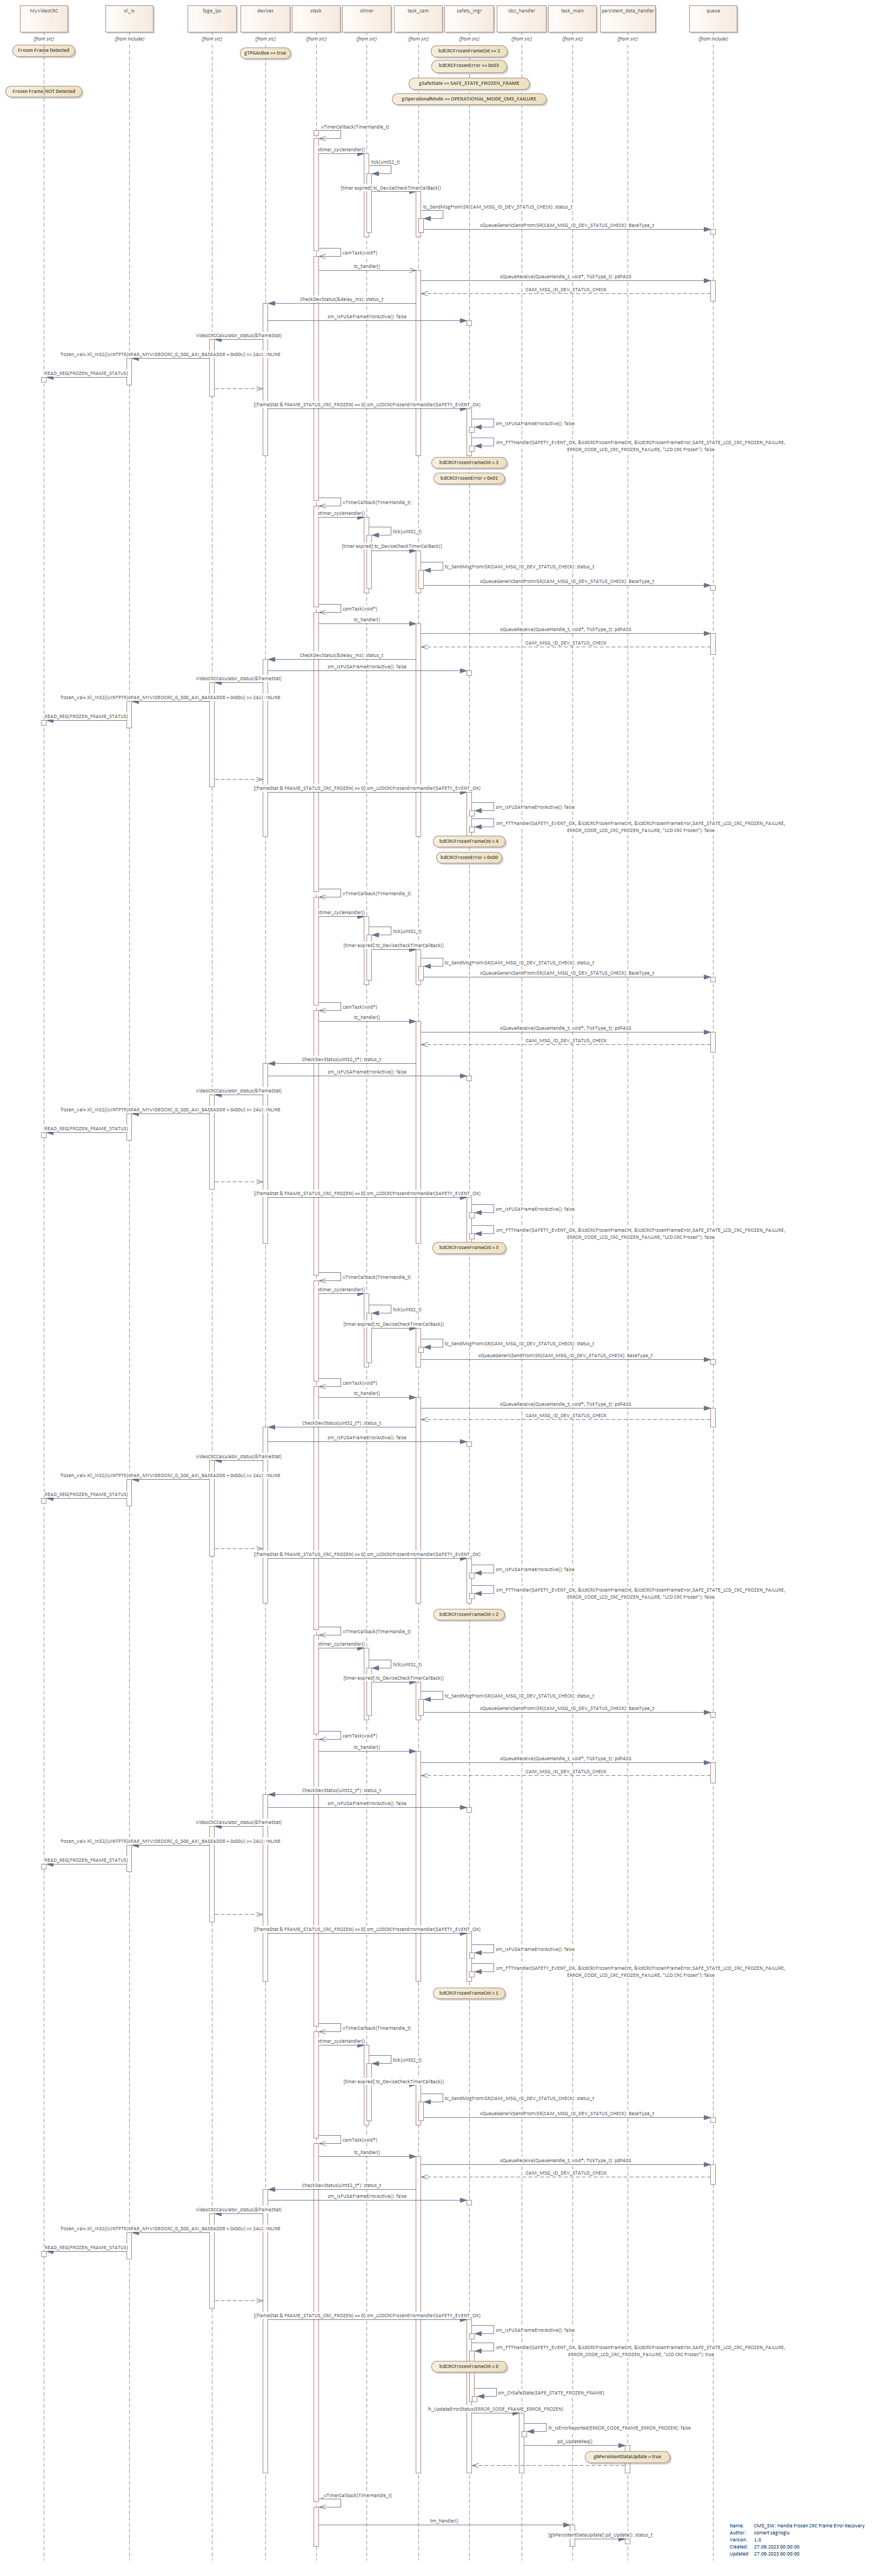 MyVideoCRC xil_io fpga_ips devices stask stimer task_cam safety_mgr idcc_handler task_main persistent_data_handler queue
(from src) (from include) (from src) (from src) (from src) (from src) (from src) (from src) (from src) (from src) (from src) (from include)
Frozen Frame Detected
gTPGActive == true
lcdCRCFrozenFrameCnt == 2
lcdCRCFrozenError == 0x03
gSafeState == SAFE_STATE_FROZEN_FRAME
Frozen Frame NOT Detected
gOperationalMode == OPERATIONAL_MODE_CMS_FAILURE
vTimerCallback(TimerHandle_t)
stimer_cycleHandler()
tick(uint32_t)
[timer expired]:tc_DeviceCheckTimerCallBack()
tc_SendMsgFromISR(CAM_MSG_ID_DEV_STATUS_CHECK): status_t
xQueueGenericSendFromISR(CAM_MSG_ID_DEV_STATUS_CHECK): BaseType_t
camTask(void*)
tc_handler()
xQueueReceive(QueueHandle_t, void*, TickType_t): pdPASS
CAM_MSG_ID_DEV_STATUS_CHECK
CheckDevStatus(&delay_ms): status_t
sm_IsFUSAFrameErrorActive(): false
VideoCRCCalculator_status(&frameStat)
frozen_val= Xil_In32((UINTPTR)XPAR_MYVIDEOCRC_0_S00_AXI_BASEADDR + 0x00U) >> 24U): INLINE
READ_REG(FROZEN_FRAME_STATUS)
[(frameStat & FRAME_STATUS_CRC_FROZEN) == 0]:sm_LCDCRCFrozenErrorHandler(SAFETY_EVENT_OK)
sm_IsFUSAFrameErrorActive(): false
sm_FTTHandler(SAFETY_EVENT_OK, &lcdCRCFrozenFrameCnt, &lcdCRCFrozenFrameError,SAFE_STATE_LCD_CRC_FROZEN_FAILURE,
ERROR_CODE_LCD_CRC_FROZEN_FAILURE, "LCD CRC Frozen"): false
lcdCRCFrozenFrameCnt = 5
lcdCRCFrozenError = 0x01
vTimerCallback(TimerHandle_t)
stimer_cycleHandler()
tick(uint32_t)
[timer expired]:tc_DeviceCheckTimerCallBack()
tc_SendMsgFromISR(CAM_MSG_ID_DEV_STATUS_CHECK): status_t
xQueueGenericSendFromISR(CAM_MSG_ID_DEV_STATUS_CHECK): BaseType_t
camTask(void*)
tc_handler()
xQueueReceive(QueueHandle_t, void*, TickType_t): pdPASS
CAM_MSG_ID_DEV_STATUS_CHECK
CheckDevStatus(&delay_ms): status_t
sm_IsFUSAFrameErrorActive(): false
VideoCRCCalculator_status(&frameStat)
frozen_val= Xil_In32((UINTPTR)XPAR_MYVIDEOCRC_0_S00_AXI_BASEADDR + 0x00U) >> 24U): INLINE
READ_REG(FROZEN_FRAME_STATUS)
[(frameStat & FRAME_STATUS_CRC_FROZEN) == 0]:sm_LCDCRCFrozenErrorHandler(SAFETY_EVENT_OK)
sm_IsFUSAFrameErrorActive(): false
sm_FTTHandler(SAFETY_EVENT_OK, &lcdCRCFrozenFrameCnt, &lcdCRCFrozenFrameError,SAFE_STATE_LCD_CRC_FROZEN_FAILURE,
ERROR_CODE_LCD_CRC_FROZEN_FAILURE, "LCD CRC Frozen"): false
lcdCRCFrozenFrameCnt = 4
lcdCRCFrozenError = 0x00
vTimerCallback(TimerHandle_t)
stimer_cycleHandler()
tick(uint32_t)
[timer expired]:tc_DeviceCheckTimerCallBack()
tc_SendMsgFromISR(CAM_MSG_ID_DEV_STATUS_CHECK): status_t
xQueueGenericSendFromISR(CAM_MSG_ID_DEV_STATUS_CHECK): BaseType_t
camTask(void*)
tc_handler()
xQueueReceive(QueueHandle_t, void*, TickType_t): pdPASS
CAM_MSG_ID_DEV_STATUS_CHECK
CheckDevStatus(uint32_t*): status_t
sm_IsFUSAFrameErrorActive(): false
VideoCRCCalculator_status(&frameStat)
frozen_val= Xil_In32((UINTPTR)XPAR_MYVIDEOCRC_0_S00_AXI_BASEADDR + 0x00U) >> 24U): INLINE
READ_REG(FROZEN_FRAME_STATUS)
[(frameStat & FRAME_STATUS_CRC_FROZEN) == 0]:sm_LCDCRCFrozenErrorHandler(SAFETY_EVENT_OK)
sm_IsFUSAFrameErrorActive(): false
sm_FTTHandler(SAFETY_EVENT_OK, &lcdCRCFrozenFrameCnt, &lcdCRCFrozenFrameError,SAFE_STATE_LCD_CRC_FROZEN_FAILURE,
ERROR_CODE_LCD_CRC_FROZEN_FAILURE, "LCD CRC Frozen"): false
lcdCRCFrozenFrameCnt = 3
vTimerCallback(TimerHandle_t)
stimer_cycleHandler()
tick(uint32_t)
[timer expired]:tc_DeviceCheckTimerCallBack()
tc_SendMsgFromISR(CAM_MSG_ID_DEV_STATUS_CHECK): status_t
xQueueGenericSendFromISR(CAM_MSG_ID_DEV_STATUS_CHECK): BaseType_t
camTask(void*)
tc_handler()
xQueueReceive(QueueHandle_t, void*, TickType_t): pdPASS
CAM_MSG_ID_DEV_STATUS_CHECK
CheckDevStatus(uint32_t*): status_t
sm_IsFUSAFrameErrorActive(): false
VideoCRCCalculator_status(&frameStat)
frozen_val= Xil_In32((UINTPTR)XPAR_MYVIDEOCRC_0_S00_AXI_BASEADDR + 0x00U) >> 24U): INLINE
READ_REG(FROZEN_FRAME_STATUS)
[(frameStat & FRAME_STATUS_CRC_FROZEN) == 0]:sm_LCDCRCFrozenErrorHandler(SAFETY_EVENT_OK)
sm_IsFUSAFrameErrorActive(): false
sm_FTTHandler(SAFETY_EVENT_OK, &lcdCRCFrozenFrameCnt, &lcdCRCFrozenFrameError,SAFE_STATE_LCD_CRC_FROZEN_FAILURE,
ERROR_CODE_LCD_CRC_FROZEN_FAILURE, "LCD CRC Frozen"): false
lcdCRCFrozenFrameCnt = 2
vTimerCallback(TimerHandle_t)
stimer_cycleHandler()
tick(uint32_t)
[timer expired]:tc_DeviceCheckTimerCallBack()
tc_SendMsgFromISR(CAM_MSG_ID_DEV_STATUS_CHECK): status_t
xQueueGenericSendFromISR(CAM_MSG_ID_DEV_STATUS_CHECK): BaseType_t
camTask(void*)
tc_handler()
xQueueReceive(QueueHandle_t, void*, TickType_t): pdPASS
CAM_MSG_ID_DEV_STATUS_CHECK
CheckDevStatus(uint32_t*): status_t
sm_IsFUSAFrameErrorActive(): false
VideoCRCCalculator_status(&frameStat)
frozen_val= Xil_In32((UINTPTR)XPAR_MYVIDEOCRC_0_S00_AXI_BASEADDR + 0x00U) >> 24U): INLINE
READ_REG(FROZEN_FRAME_STATUS)
[(frameStat & FRAME_STATUS_CRC_FROZEN) == 0]:sm_LCDCRCFrozenErrorHandler(SAFETY_EVENT_OK)
sm_IsFUSAFrameErrorActive(): false
sm_FTTHandler(SAFETY_EVENT_OK, &lcdCRCFrozenFrameCnt, &lcdCRCFrozenFrameError,SAFE_STATE_LCD_CRC_FROZEN_FAILURE,
ERROR_CODE_LCD_CRC_FROZEN_FAILURE, "LCD CRC Frozen"): false
lcdCRCFrozenFrameCnt = 1
vTimerCallback(TimerHandle_t)
stimer_cycleHandler()
tick(uint32_t)
[timer expired]:tc_DeviceCheckTimerCallBack()
tc_SendMsgFromISR(CAM_MSG_ID_DEV_STATUS_CHECK): status_t
xQueueGenericSendFromISR(CAM_MSG_ID_DEV_STATUS_CHECK): BaseType_t
camTask(void*)
tc_handler()
xQueueReceive(QueueHandle_t, void*, TickType_t): pdPASS
CAM_MSG_ID_DEV_STATUS_CHECK
CheckDevStatus(uint32_t*): status_t
sm_IsFUSAFrameErrorActive(): false
VideoCRCCalculator_status(&frameStat)
frozen_val= Xil_In32((UINTPTR)XPAR_MYVIDEOCRC_0_S00_AXI_BASEADDR + 0x00U) >> 24U): INLINE
READ_REG(FROZEN_FRAME_STATUS)
[(frameStat & FRAME_STATUS_CRC_FROZEN) == 0]:sm_LCDCRCFrozenErrorHandler(SAFETY_EVENT_OK)
sm_IsFUSAFrameErrorActive(): false
sm_FTTHandler(SAFETY_EVENT_OK, &lcdCRCFrozenFrameCnt, &lcdCRCFrozenFrameError,SAFE_STATE_LCD_CRC_FROZEN_FAILURE,
ERROR_CODE_LCD_CRC_FROZEN_FAILURE, "LCD CRC Frozen"): true
lcdCRCFrozenFrameCnt = 0
sm_ClrSafeState(SAFE_STATE_FROZEN_FRAME)
ih_UpdateErrorStatus(ERROR_CODE_FRAME_ERROR_FROZEN)
ih_IsErrorReported(ERROR_CODE_FRAME_ERROR_FROZEN): false
pd_UpdateReq()
gbPersistentDataUpdate = true
vTimerCallback(TimerHandle_t)
tm_handler()
[gbPersistentDataUpdate]:pd_Update(): status_t
Name: CMS_SW: Handle Frozen CRC Frame Error Recovery
Author: comert.sagiroglu
Version: 1.0
Created: 27.09.2023 00:00:00
Updated: 27.09.2023 00:00:00